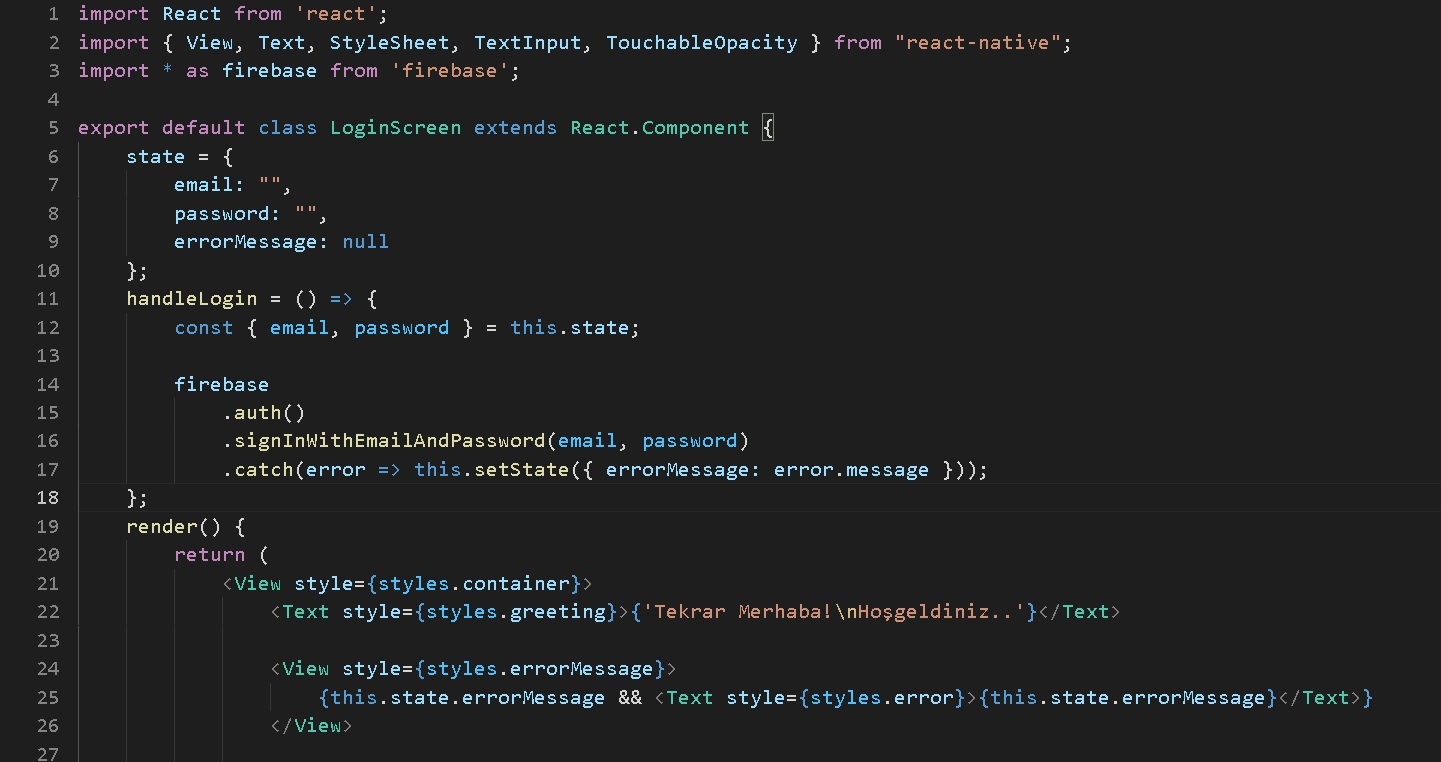 1 import React from 'react';
2 import { View, Text, StyleSheet, TextInput, TouchableOpacity } from "react-native";
3 import * as firebase from 'firebase';
4
5 export default class LoginScreen extends React.Component {
6     state = {
7         email: "",
8         password: "",
9         errorMessage: null
10     };
11     handleLogin = () => {
12         const { email, password } = this.state;
13
14         firebase
15             .auth()
16             .signInWithEmailAndPassword(email, password)
17             .catch(error => this.setState({ errorMessage: error.message }));
18     };
19     render() {
20         return (
21             <View style={styles.container}>
22                 <Text style={styles.greeting}>{'Tekrar Merhaba!\nHoşgeldiniz..'}</Text>
23
24                 <View style={styles.errorMessage}>
25                     {this.state.errorMessage && <Text style={styles.error}>{this.state.errorMessage}</Text>}
26                 </View>
27